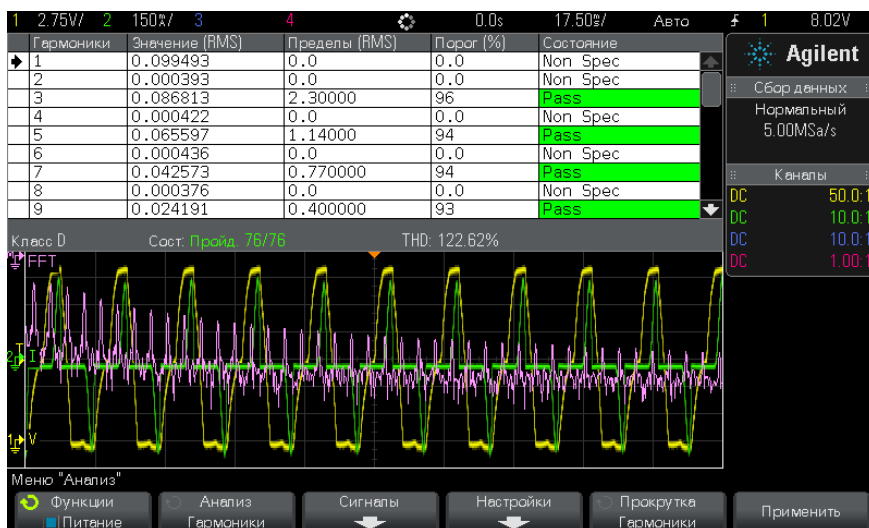 1 2.75V/ 2 150%/ 3 4 0.0s 17.50%/ Авто 1 8.02V
Гармоники Значение (RMS) Пределы (RMS) Порог (%) Состояние
1 0.099493 0.0 0.0 Non Spec
2 0.000393 0.0 0.0 Non Spec
3 0.086813 2.30000 96 Pass
4 0.000422 0.0 0.0 Non Spec
5 0.065597 1.14000 94 Pass
6 0.000436 0.0 0.0 Non Spec
7 0.042573 0.770000 94 Pass
8 0.000376 0.0 0.0 Non Spec
9 0.024191 0.400000 93 Pass
Класс D Сост: Пройд. 76/76 THD: 122.62%
Agilent
Сбор данных
Нормальный
5.00MSa/s
Каналы
DC 50.0:1
DC 10.0:1
DC 10.0:1
DC 1.00:1
FFT
2 I
1 V
Меню "Анализ"
Функции
Питание
Анализ
Гармоники
Сигналы
Настройки
Прокрутка
Гармоники
Применить